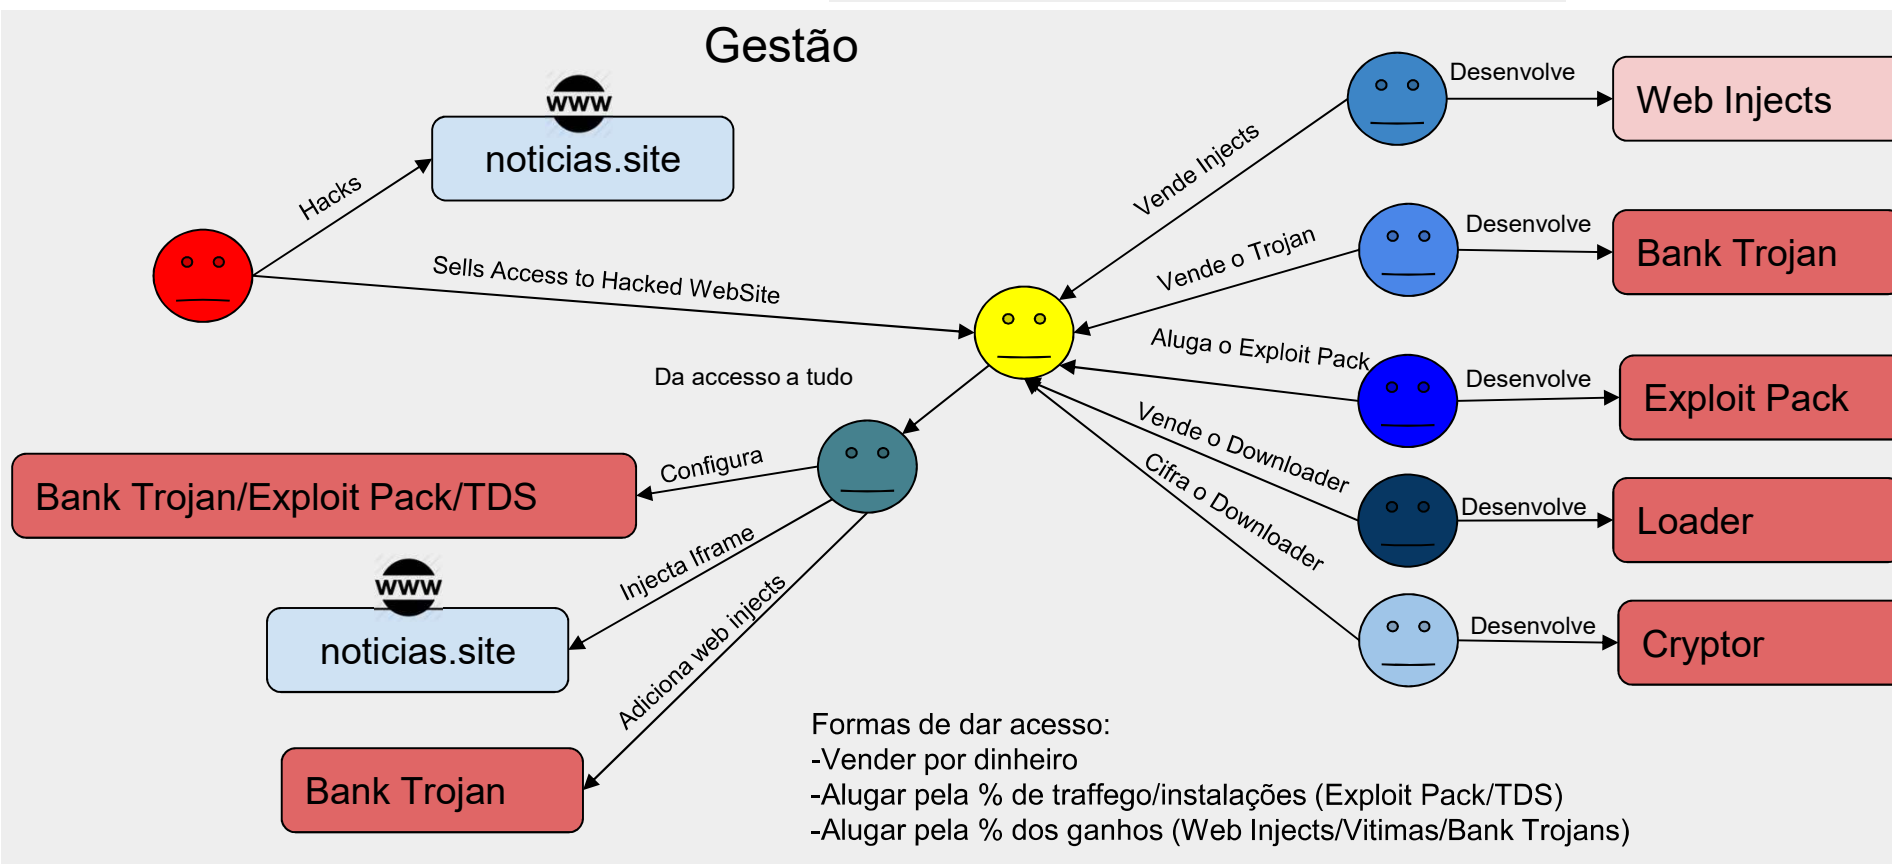 Gestão
www
noticias.site
Hacks
Sells Access to Hacked WebSite
Da accesso a tudo
Configura
Bank Trojan/Exploit Pack/TDS
Injecta Iframe
www
noticias.site
Adiciona web injects
Bank Trojan
Desenvolve
Web Injects
Vende Injects
Desenvolve
Bank Trojan
Vende o Trojan
Desenvolve
Exploit Pack
Aluga o Exploit Pack
Desenvolve
Loader
Vende o Downloader
Desenvolve
Cryptor
Cifra o Downloader
Formas de dar acesso:
-Vender por dinheiro
-Alugar pela % de traffego/instalações (Exploit Pack/TDS)
-Alugar pela % dos ganhos (Web Injects/Vitimas/Bank Trojans)